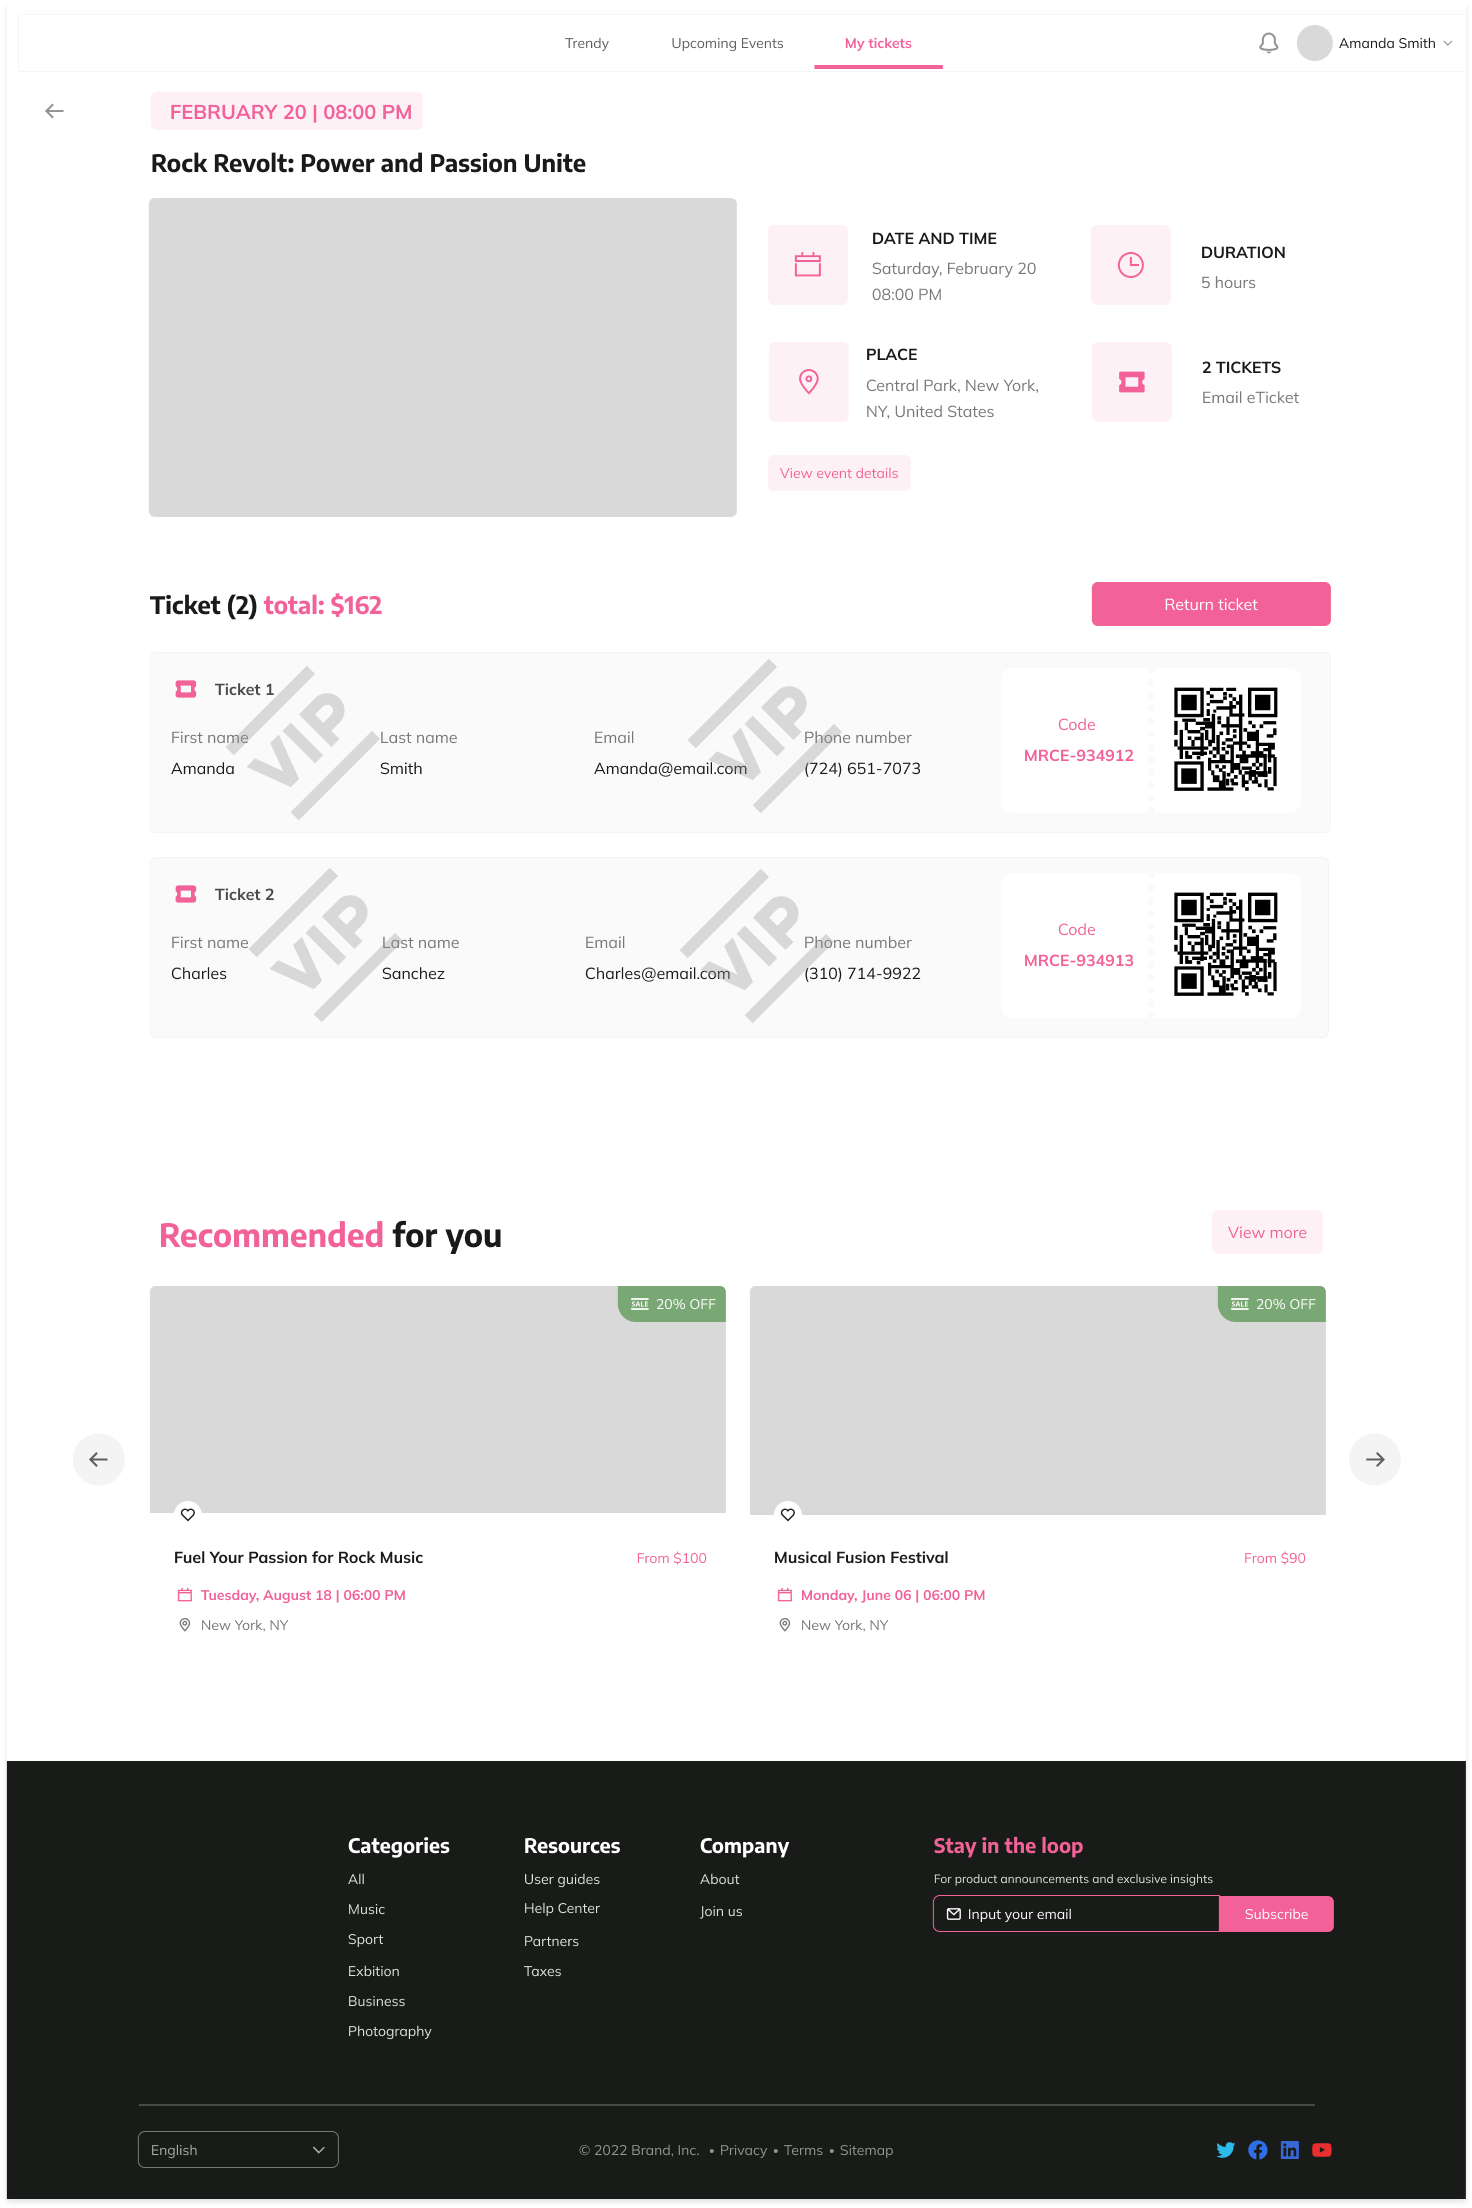 Trendy
Upcoming Events
My tickets
Amanda Smith
FEBRUARY 20 | 08:00 PM
Rock Revolt: Power and Passion Unite
DATE AND TIME
Saturday, February 20
08:00 PM
DURATION
5 hours
PLACE
Central Park, New York,
NY, United States
2 TICKETS
Email eTicket
View event details
Ticket (2) total: $162
Return ticket
Ticket 1
VIP
VIP
First name
Last name
Email
Phone number
Amanda
Smith
Amanda@email.com
(724) 651-7073
Code
MRCE-934912
Ticket 2
VIP
VIP
First name
Last name
Email
Phone number
Charles
Sanchez
Charles@email.com
(310) 714-9922
Code
MRCE-934913
Recommended for you
View more
SALE 20% OFF
SALE 20% OFF
Fuel Your Passion for Rock Music
From $100
Tuesday, August 18 | 06:00 PM
New York, NY
Musical Fusion Festival
From $90
Monday, June 06 | 06:00 PM
New York, NY
Categories
All
Music
Sport
Exbition
Business
Photography
Resources
User guides
Help Center
Partners
Taxes
Company
About
Join us
Stay in the loop
For product announcements and exclusive insights
Input your email
Subscribe
English
© 2022 Brand, Inc. • Privacy • Terms • Sitemap
in